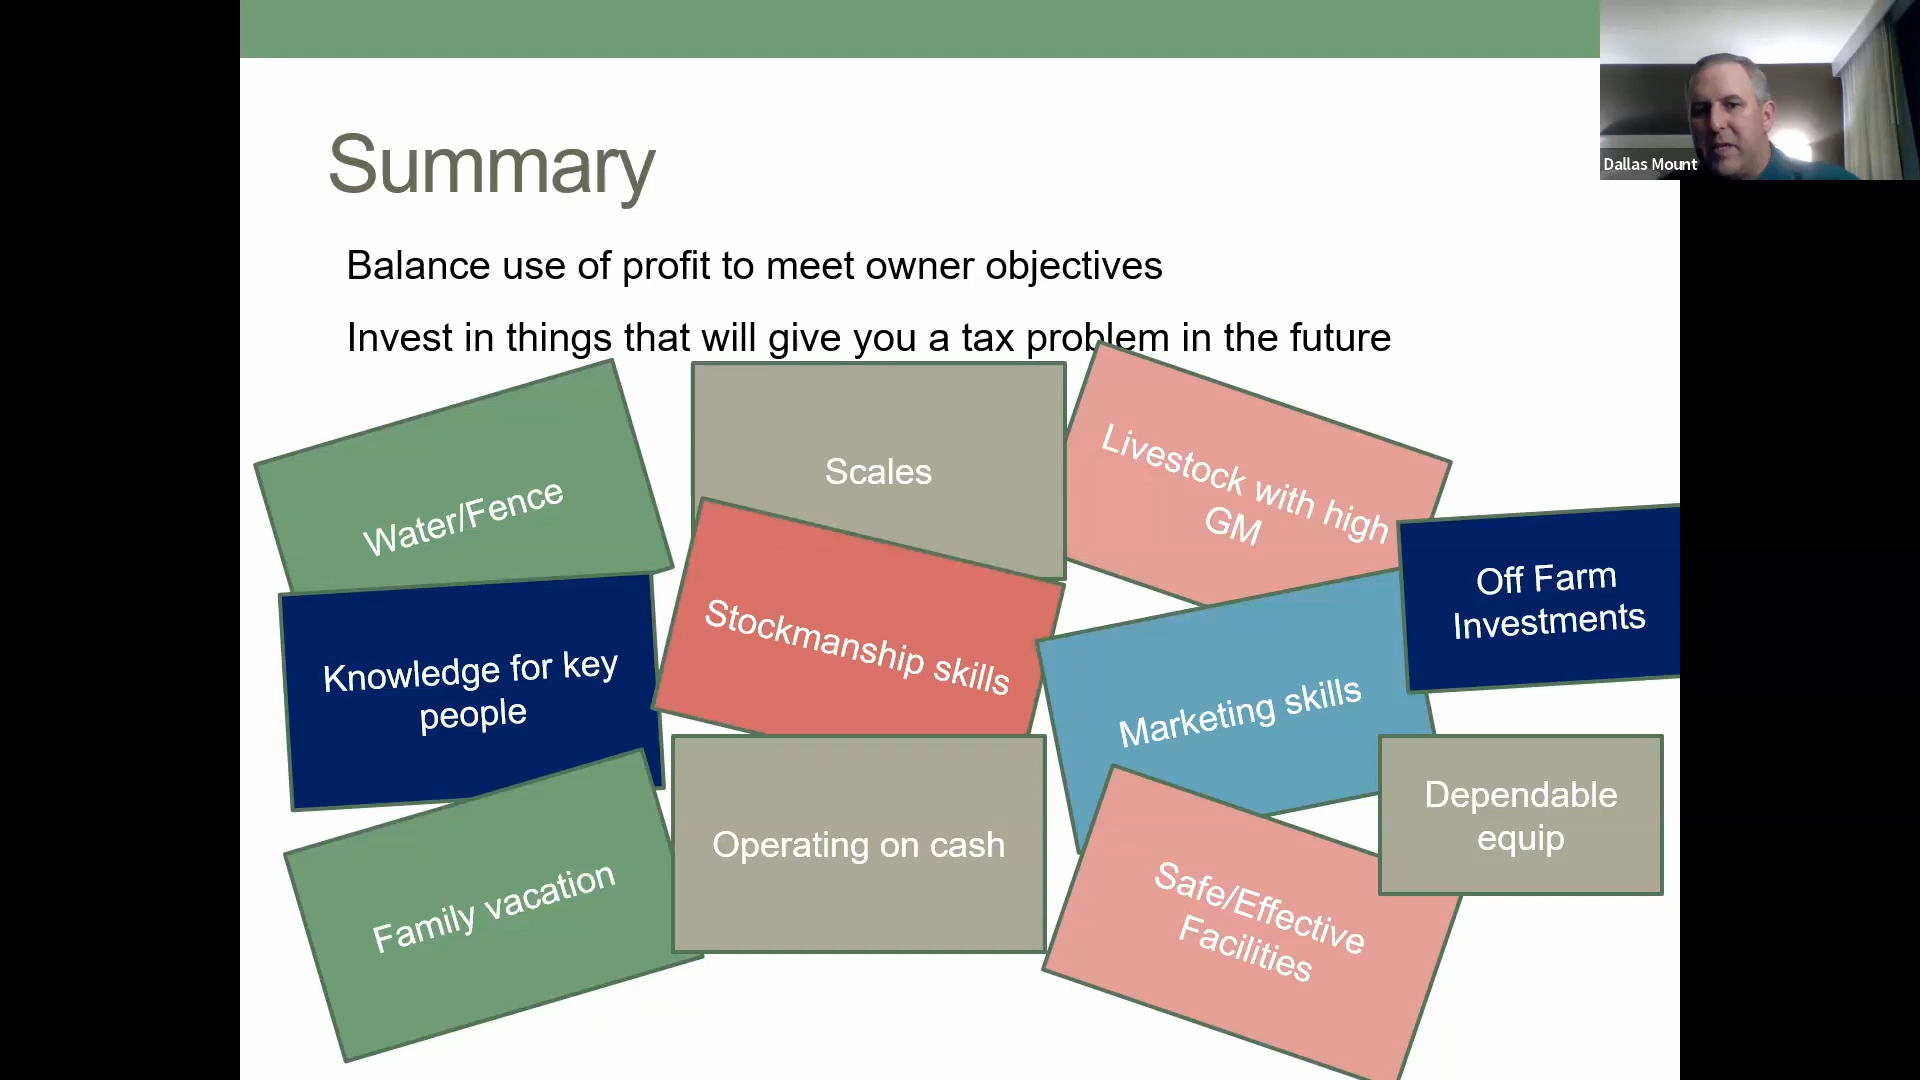 Dallas Mount
Summary
Balance use of profit to meet owner objectives
Invest in things that will give you a tax problem in the future
Water/Fence
Scales
Livestock with high
GM
Off Farm
Investments
Knowledge for key
people
Stockmanship skills
Marketing skills
Dependable
equip
Family vacation
Operating on cash
Safe/Effective
Facilities